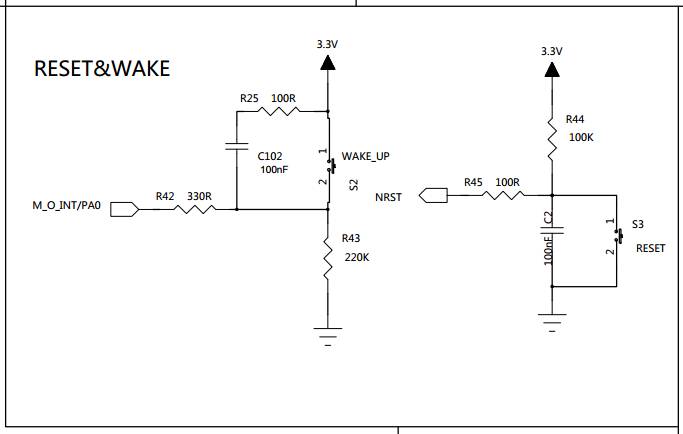 RESET&WAKE
3.3V
R25 100R
C102
100nF
1
WAKE_UP
2
S2
M_O_INT/PA0
R42 330R
R43
220K
3.3V
R44
100K
NRST
R45 100R
C2
100nF
1
S3
2
RESET